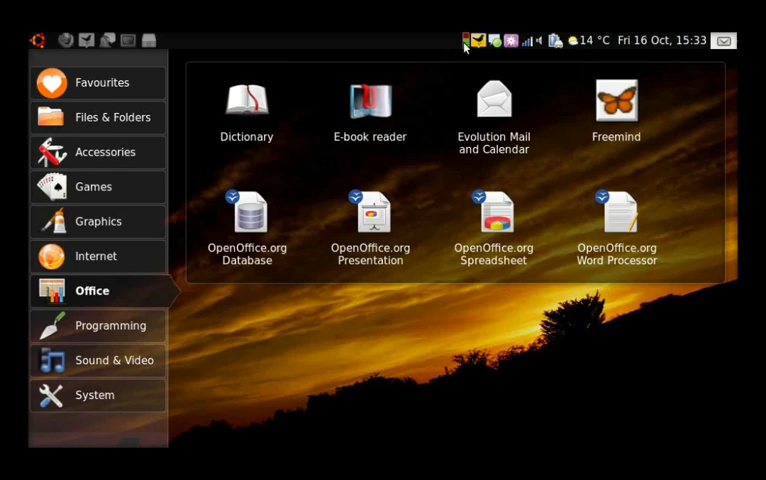 14 °C Fri 16 Oct, 15:33
Favourites
Files & Folders
Accessories
Games
Graphics
Internet
Office
Programming
Sound & Video
System
Dictionary
E-book reader
Evolution Mail
and Calendar
Freemind
OpenOffice.org
Database
OpenOffice.org
Presentation
OpenOffice.org
Spreadsheet
OpenOffice.org
Word Processor